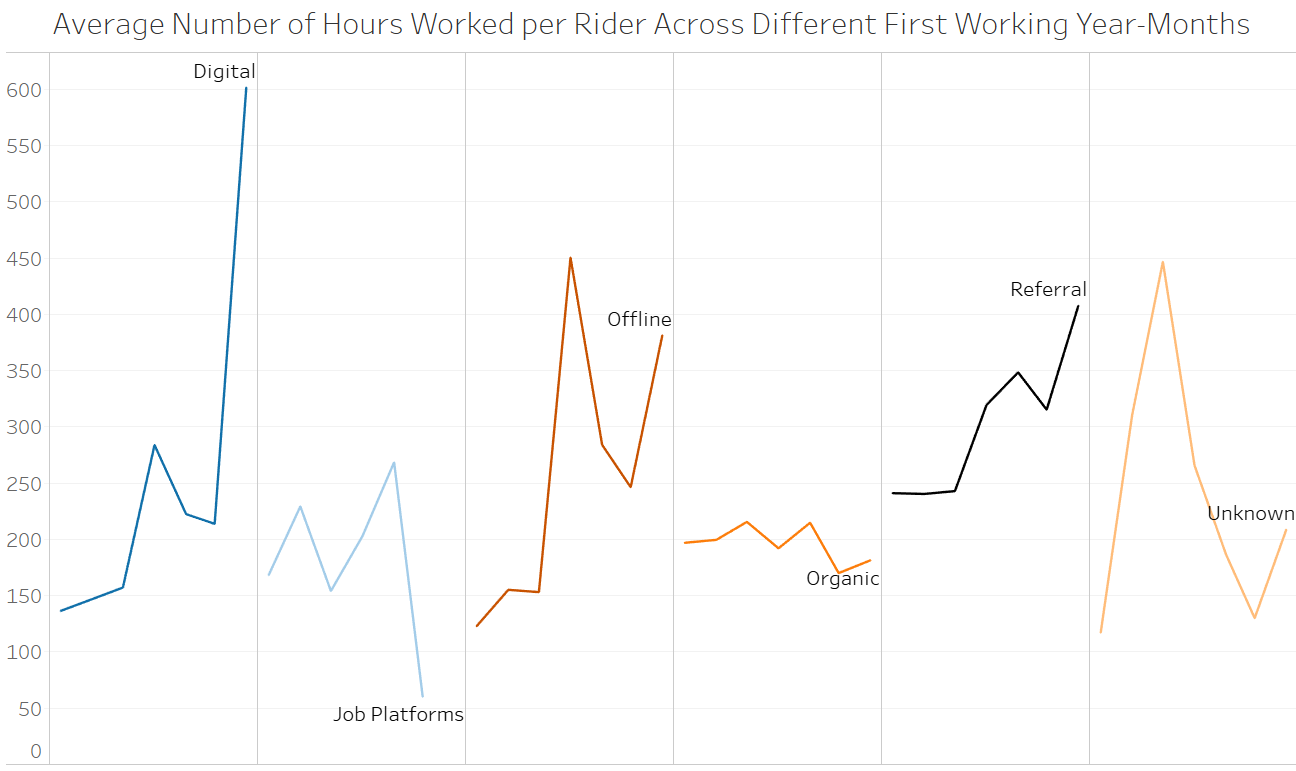 Average Number of Hours Worked per Rider Across Different First Working Year-Months
Digital
600
550
500
450
Referral
400
Offline
350
300
250
Unknown
200
Organic
150
100
Job Platforms
50
0